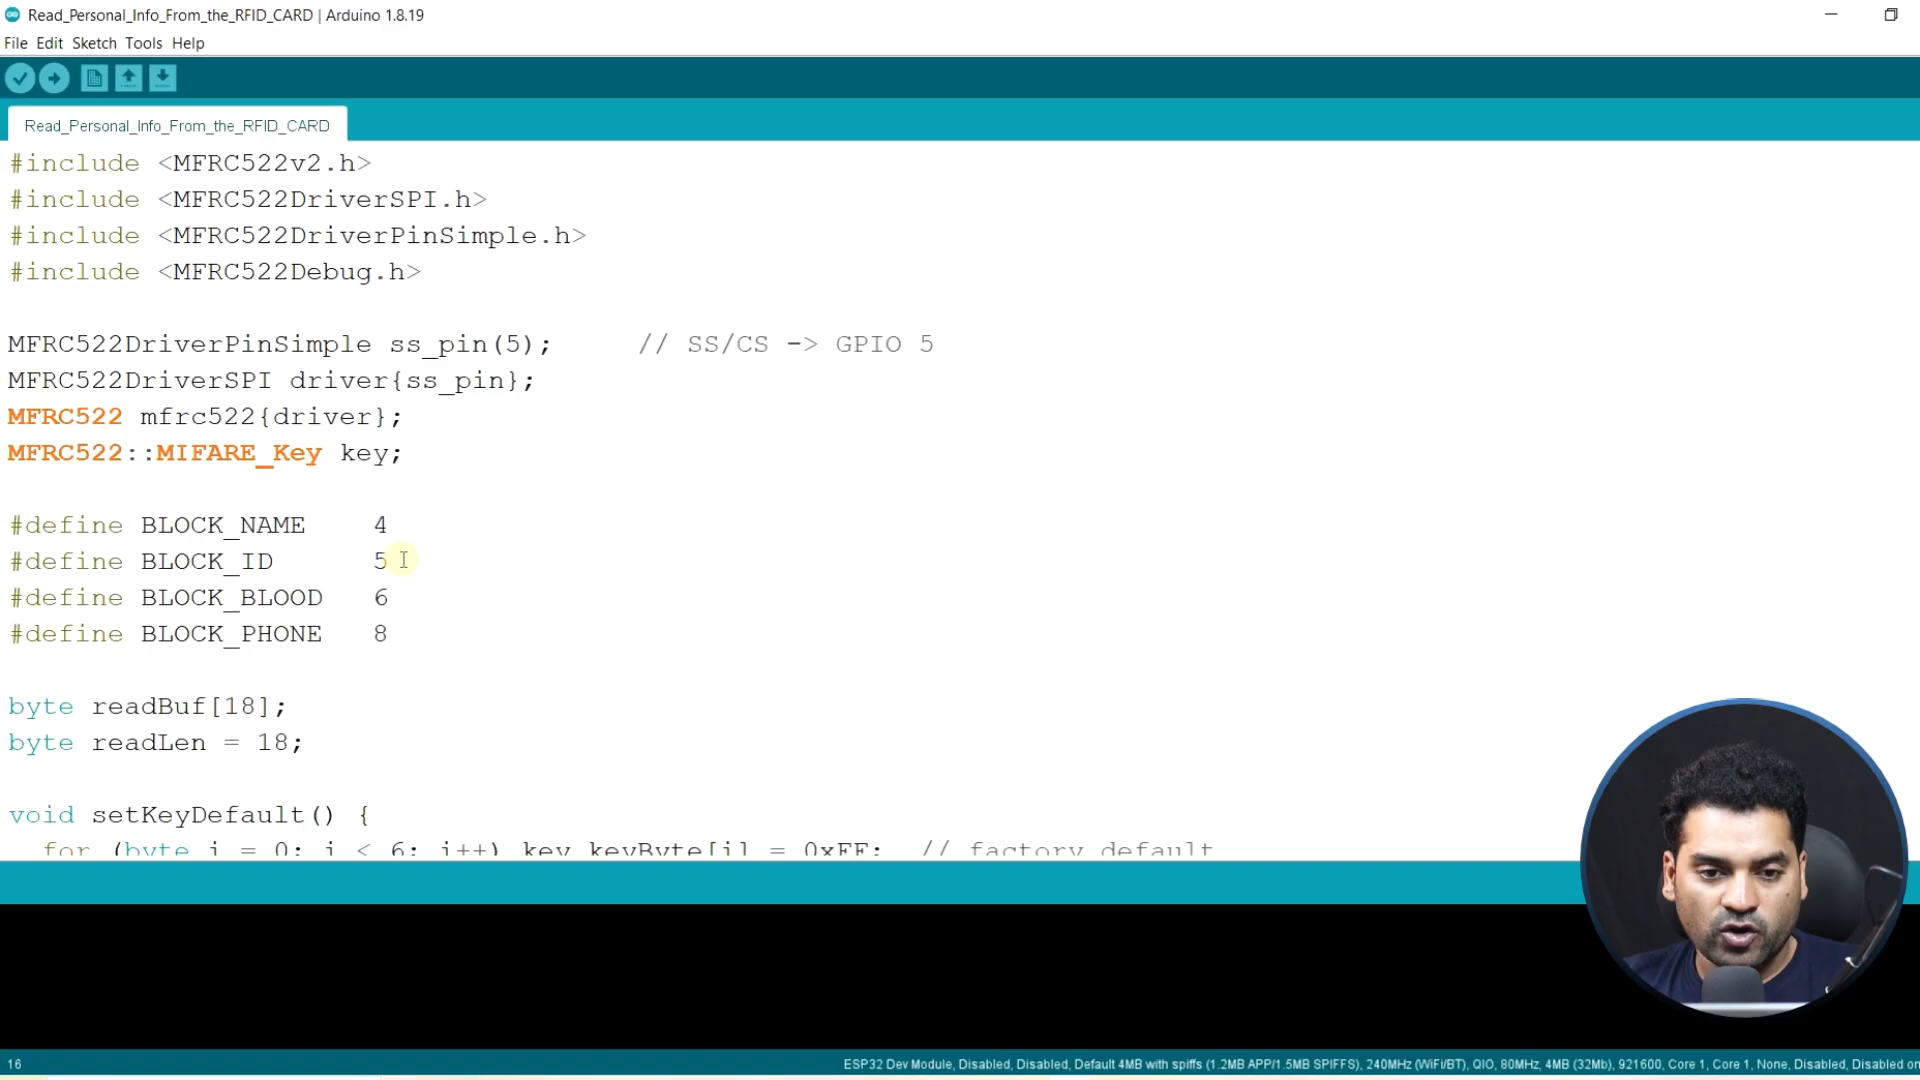 Read_Personal_Info_From_the_RFID_CARD | Arduino 1.8.19
File Edit Sketch Tools Help
Read_Personal_Info_From_the_RFID_CARD
#include <MFRC522v2.h>
#include <MFRC522DriverSPI.h>
#include <MFRC522DriverPinSimple.h>
#include <MFRC522Debug.h>
MFRC522DriverPinSimple ss_pin(5);     // SS/CS -> GPIO 5
MFRC522DriverSPI driver{ss_pin};
MFRC522 mfrc522{driver};
MFRC522::MIFARE_Key key;
#define BLOCK_NAME    4
#define BLOCK_ID      5
#define BLOCK_BLOOD   6
#define BLOCK_PHONE   8
byte readBuf[18];
byte readLen = 18;
void setKeyDefault() {
  for (byte i = 0; i < 6; i++) key.keyByte[i] = 0xFF;  // factory default
16
ESP32 Dev Module, Disabled, Disabled, Default 4MB with spiffs (1.2MB APP/1.5MB SPIFFS), 240MHz (WiFi/BT), QIO, 80MHz, 4MB (32Mb), 921600, Core 1, Core 1, None, Disabled, Disabled on